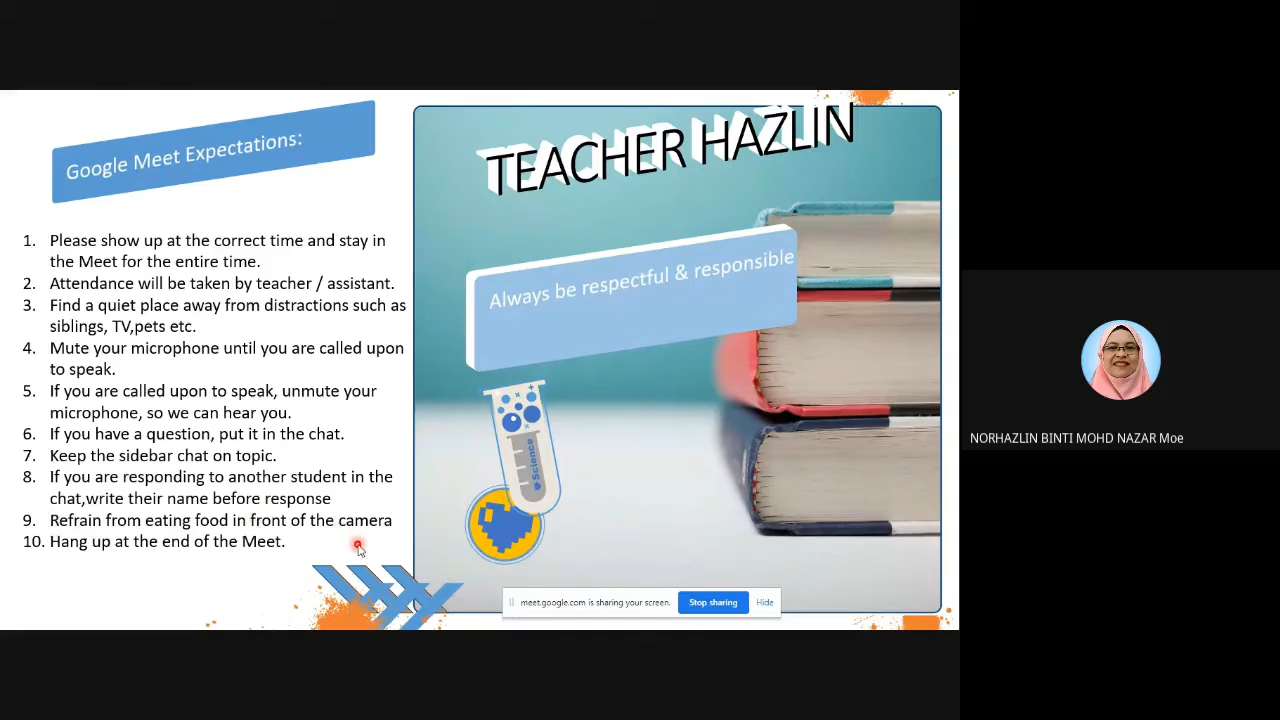 Google Meet Expectations:
1. Please show up at the correct time and stay in
the Meet for the entire time.
2. Attendance will be taken by teacher / assistant.
3. Find a quiet place away from distractions such as
siblings, TV,pets etc.
4. Mute your microphone until you are called upon
to speak.
5. If you are called upon to speak, unmute your
microphone, so we can hear you.
6. If you have a question, put it in the chat.
7. Keep the sidebar chat on topic.
8. If you are responding to another student in the
chat,write their name before response
9. Refrain from eating food in front of the camera
10. Hang up at the end of the Meet.
TEACHER HAZLIN
Always be respectful & responsible
Science
meet.google.com is sharing your screen.
Stop sharing
Hide
NORHAZLIN BINTI MOHD NAZAR Moe